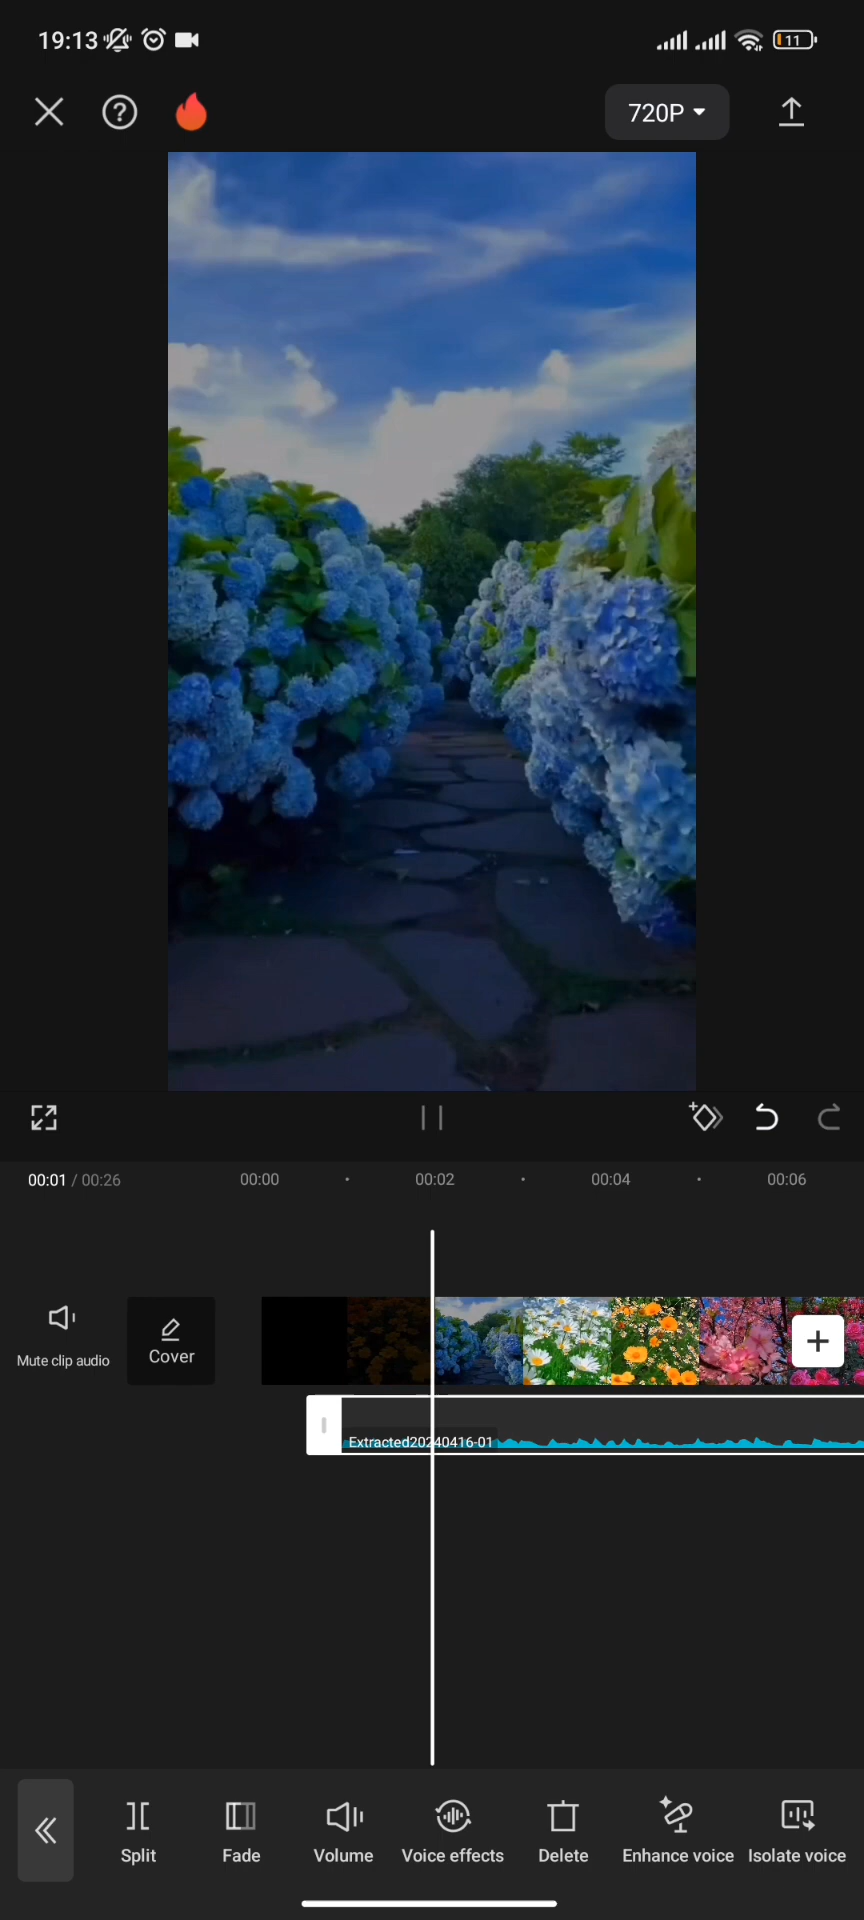 19:13
11
720P
00:01 / 00:26
00:00
00:02
00:04
00:06
Mute clip audio
Cover
Extracted20240416-01
Split
Fade
Volume
Voice effects
Delete
Enhance voice
Isolate voice